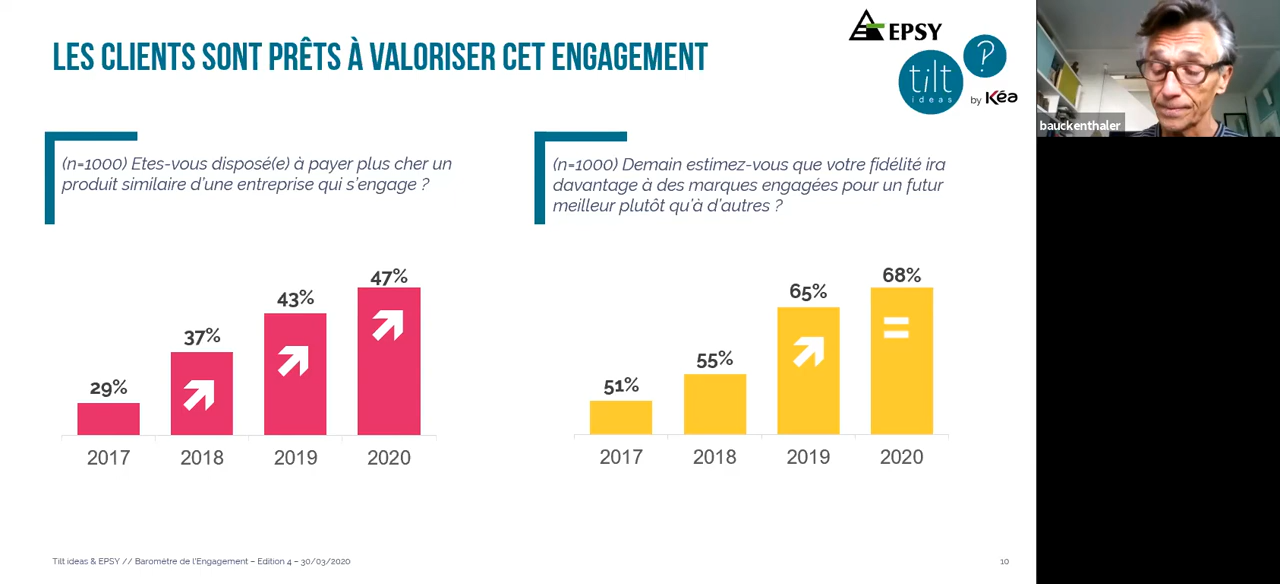 LES CLIENTS SONT PRÊTS À VALORISER CET ENGAGEMENT
EPSY
tilt
ideas
?
by Kéa
bauckenthaler
(n=1000) Etes-vous disposé(e) à payer plus cher un
produit similaire d'une entreprise qui s'engage ?
29%
37%
43%
47%
2017
2018
2019
2020
(n=1000) Demain estimez-vous que votre fidélité ira
davantage à des marques engagées pour un futur
meilleur plutôt qu'à d'autres ?
51%
55%
65%
68%
=
2017
2018
2019
2020
Tilt ideas & EPSY // Baromètre de l'Engagement – Edition 4 – 30/03/2020
10